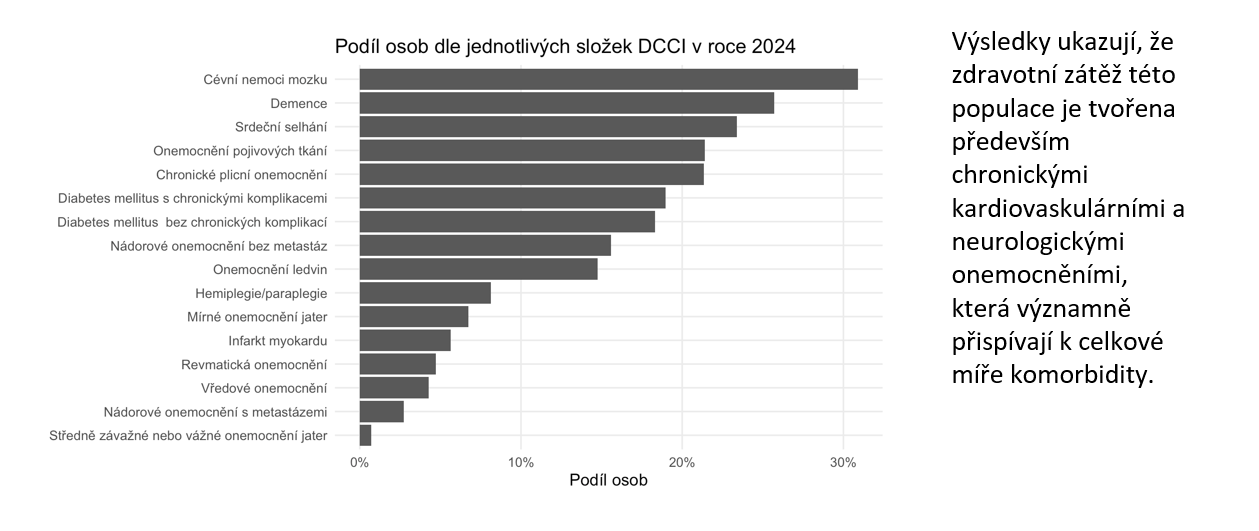 Podíl osob dle jednotlivých složek DCCI v roce 2024
Cévní nemoci mozku
Demence
Srdeční selhání
Onemocnění pojivových tkání
Chronické plicní onemocnění
Diabetes mellitus s chronickými komplikacemi
Diabetes mellitus  bez chronických komplikací
Nádorové onemocnění bez metastáz
Onemocnění ledvin
Hemiplegie/paraplegie
Mírné onemocnění jater
Infarkt myokardu
Revmatická onemocnění
Vředové onemocnění
Nádorové onemocnění s metastázemi
Středně závažné nebo vážné onemocnění jater
0% 10% 20% 30%
Podíl osob
Výsledky ukazují, že
zdravotní zátěž této
populace je tvořena
především
chronickými
kardiovaskulárními a
neurologickými
onemocněními,
která významně
přispívají k celkové
míře komorbidity.